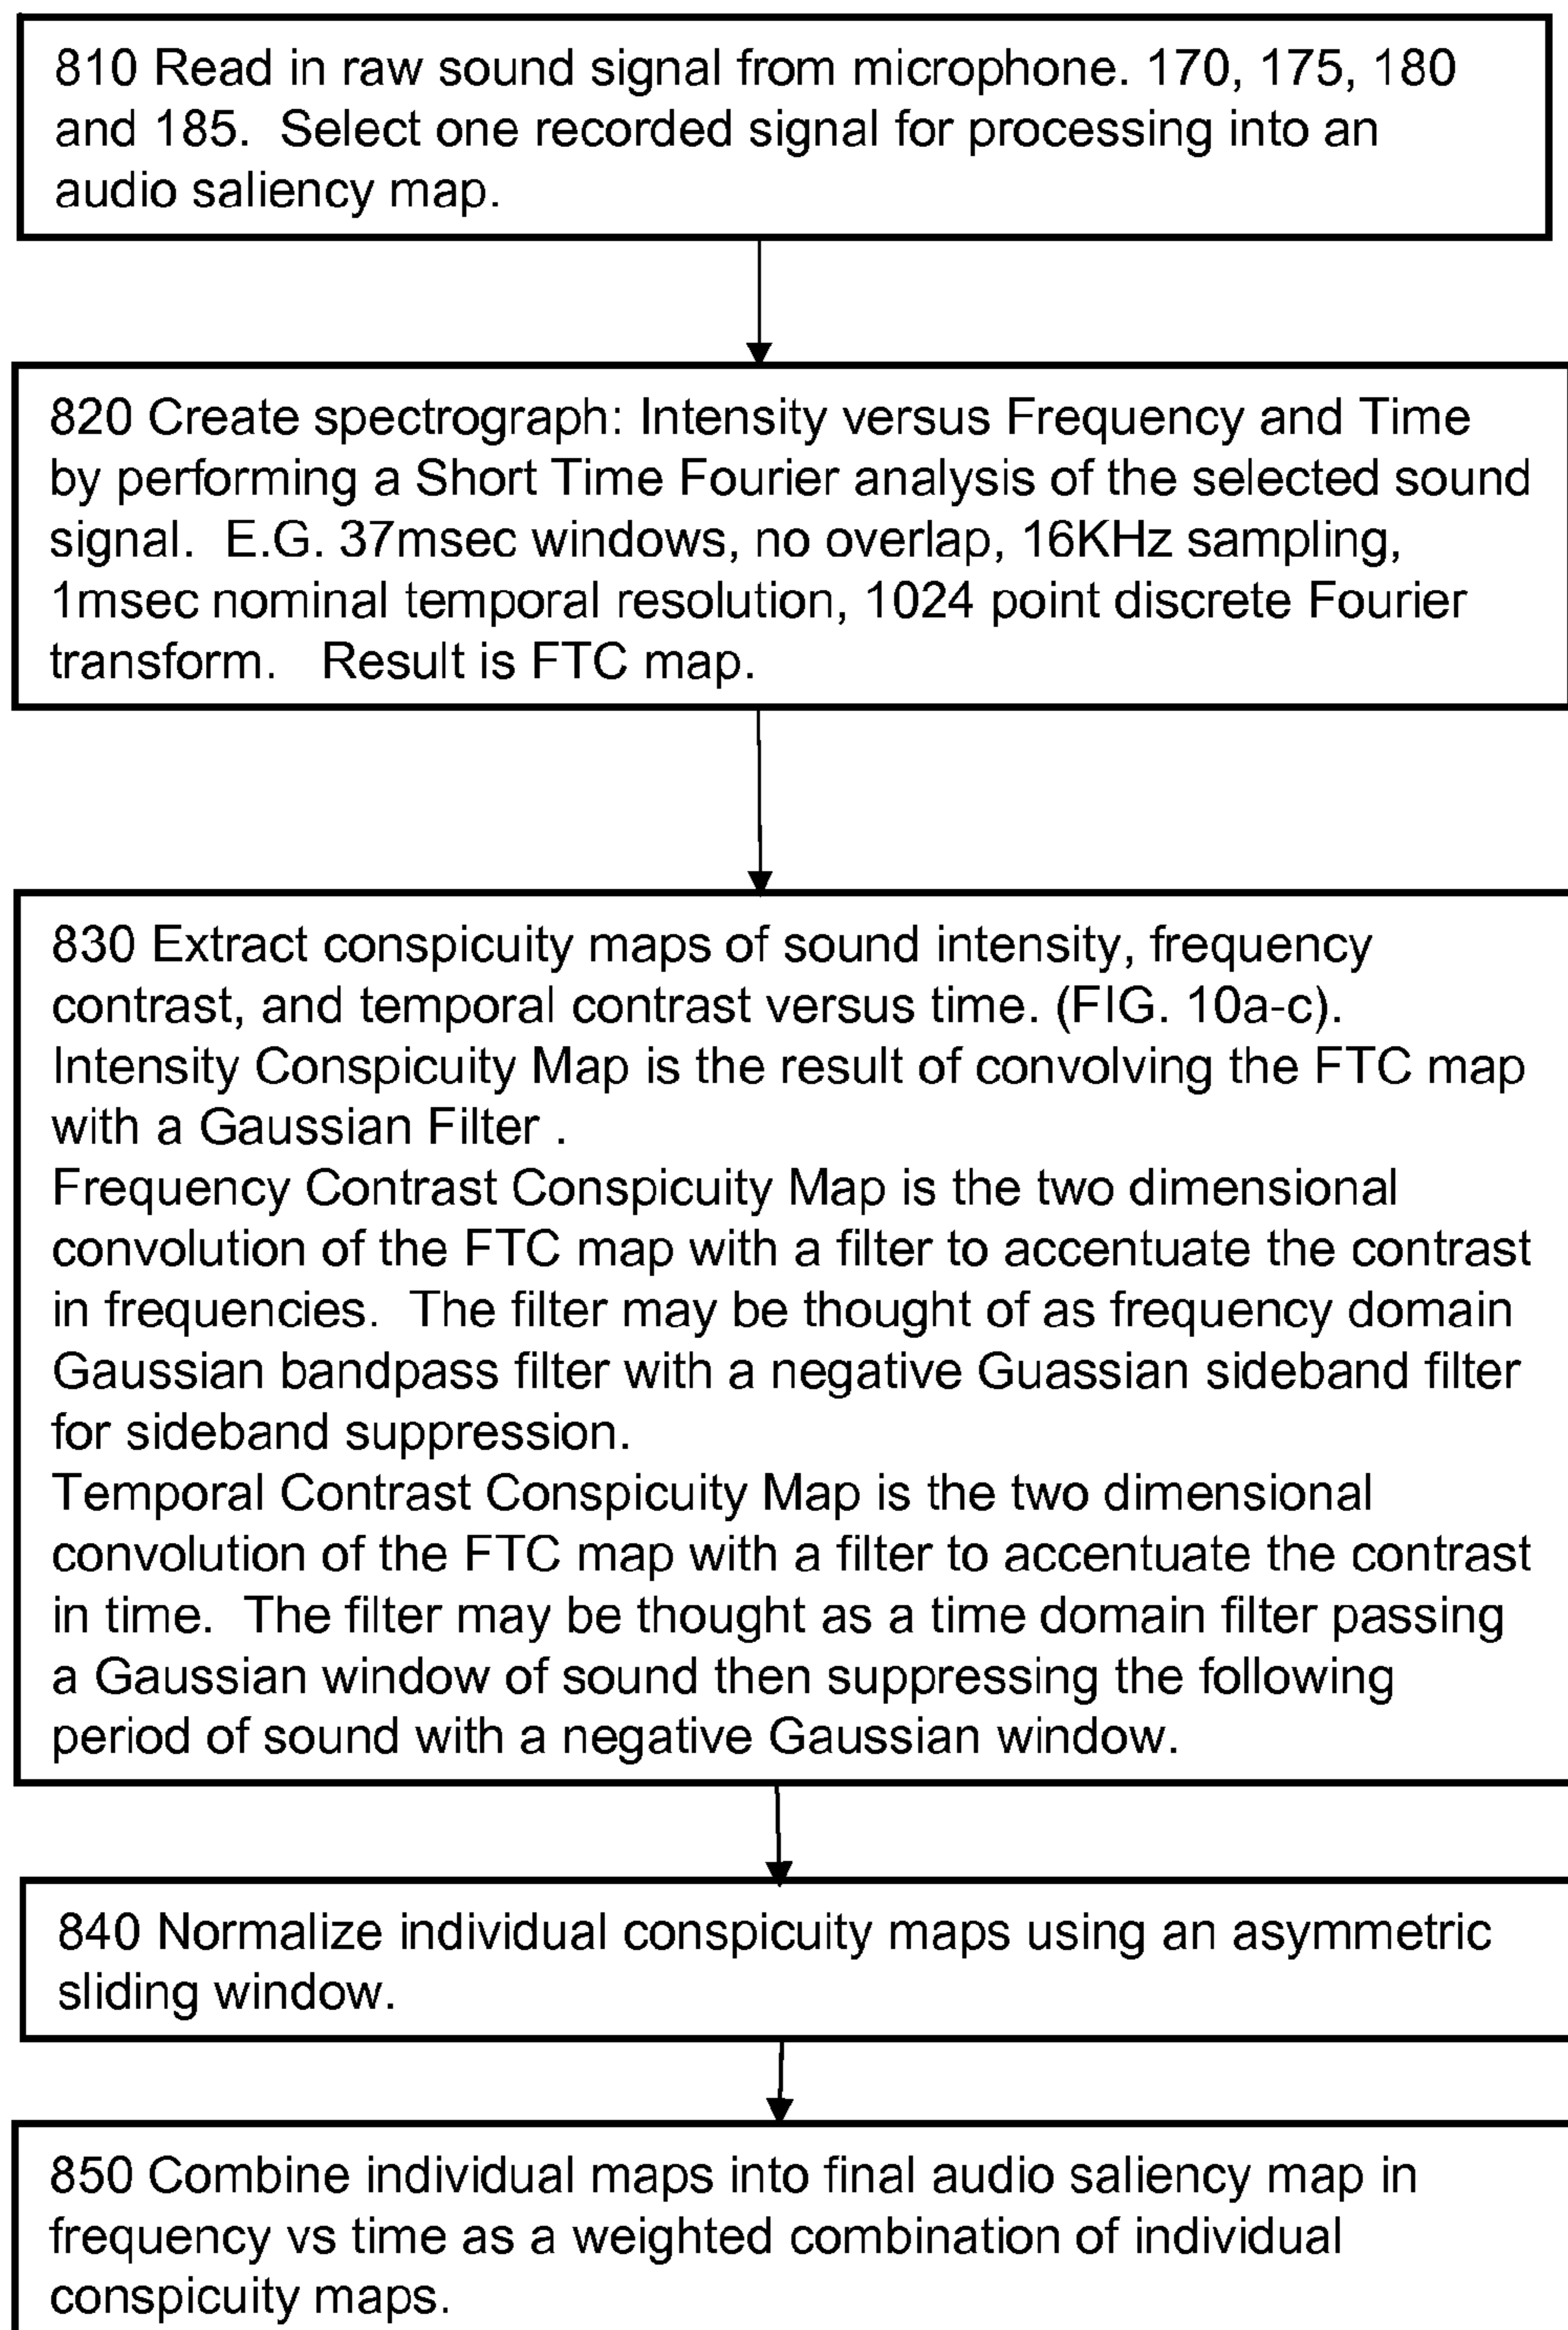 810 Read in raw sound signal from microphone. 170, 175, 180
and 185.  Select one recorded signal for processing into an
audio saliency map.
820 Create spectrograph: Intensity versus Frequency and Time
by performing a Short Time Fourier analysis of the selected sound
signal.  E.G. 37msec windows, no overlap, 16KHz sampling,
1msec nominal temporal resolution, 1024 point discrete Fourier
transform.   Result is FTC map.
830 Extract conspicuity maps of sound intensity, frequency
contrast, and temporal contrast versus time. (FIG. 10a-c).
Intensity Conspicuity Map is the result of convolving the FTC map
with a Gaussian Filter .
Frequency Contrast Conspicuity Map is the two dimensional
convolution of the FTC map with a filter to accentuate the contrast
in frequencies.  The filter may be thought of as frequency domain
Gaussian bandpass filter with a negative Guassian sideband filter
for sideband suppression.
Temporal Contrast Conspicuity Map is the two dimensional
convolution of the FTC map with a filter to accentuate the contrast
in time.  The filter may be thought as a time domain filter passing
a Gaussian window of sound then suppressing the following
period of sound with a negative Gaussian window.
840 Normalize individual conspicuity maps using an asymmetric
sliding window.
850 Combine individual maps into final audio saliency map in
frequency vs time as a weighted combination of individual
conspicuity maps.